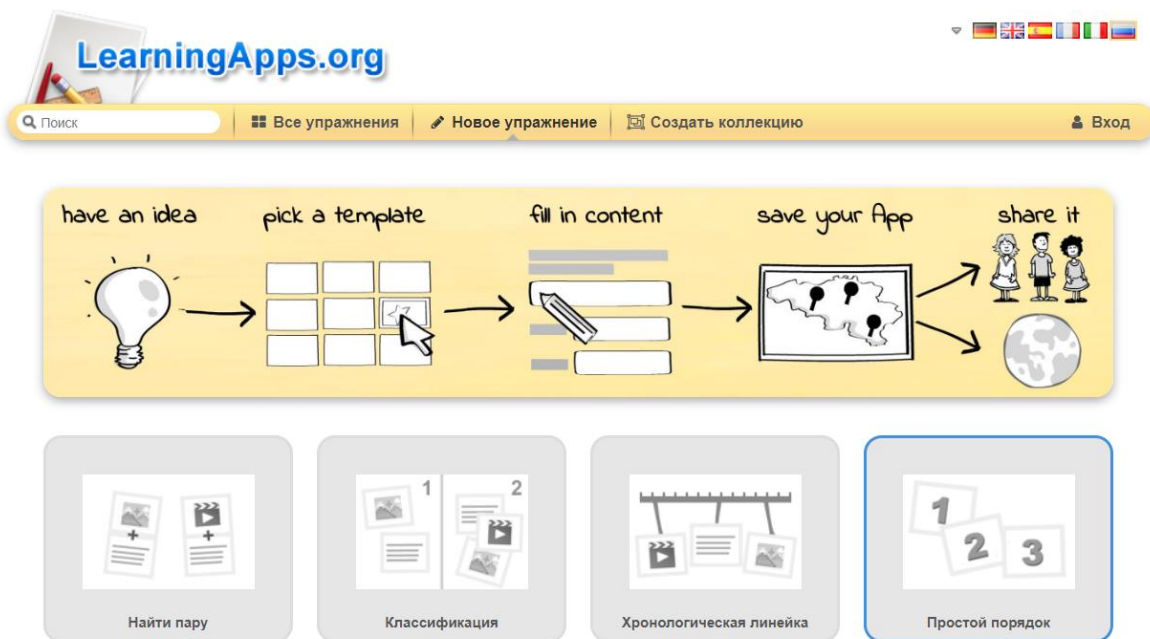 LearningApps.org
Поиск
Все упражнения
Новое упражнение
Создать коллекцию
Вход
have an idea
pick a template
fill in content
save your App
share it
1
2
1
2
3
Найти пару
Классификация
Хронологическая линейка
Простой порядок